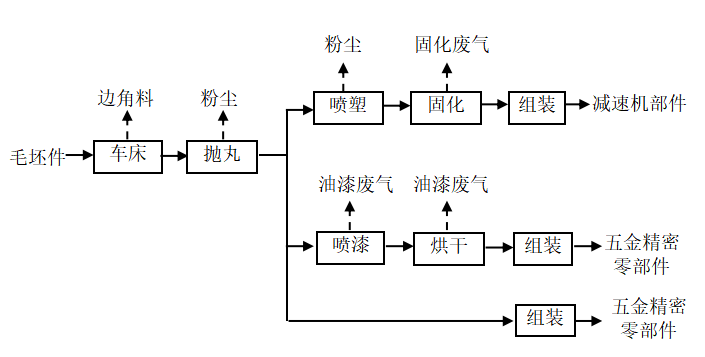 粉尘
固化废气
边角料
粉尘
喷塑
固化
组装
减速机部件
毛坯件
车床
抛丸
油漆废气
油漆废气
喷漆
烘干
组装
五金精密
零部件
组装
五金精密
零部件